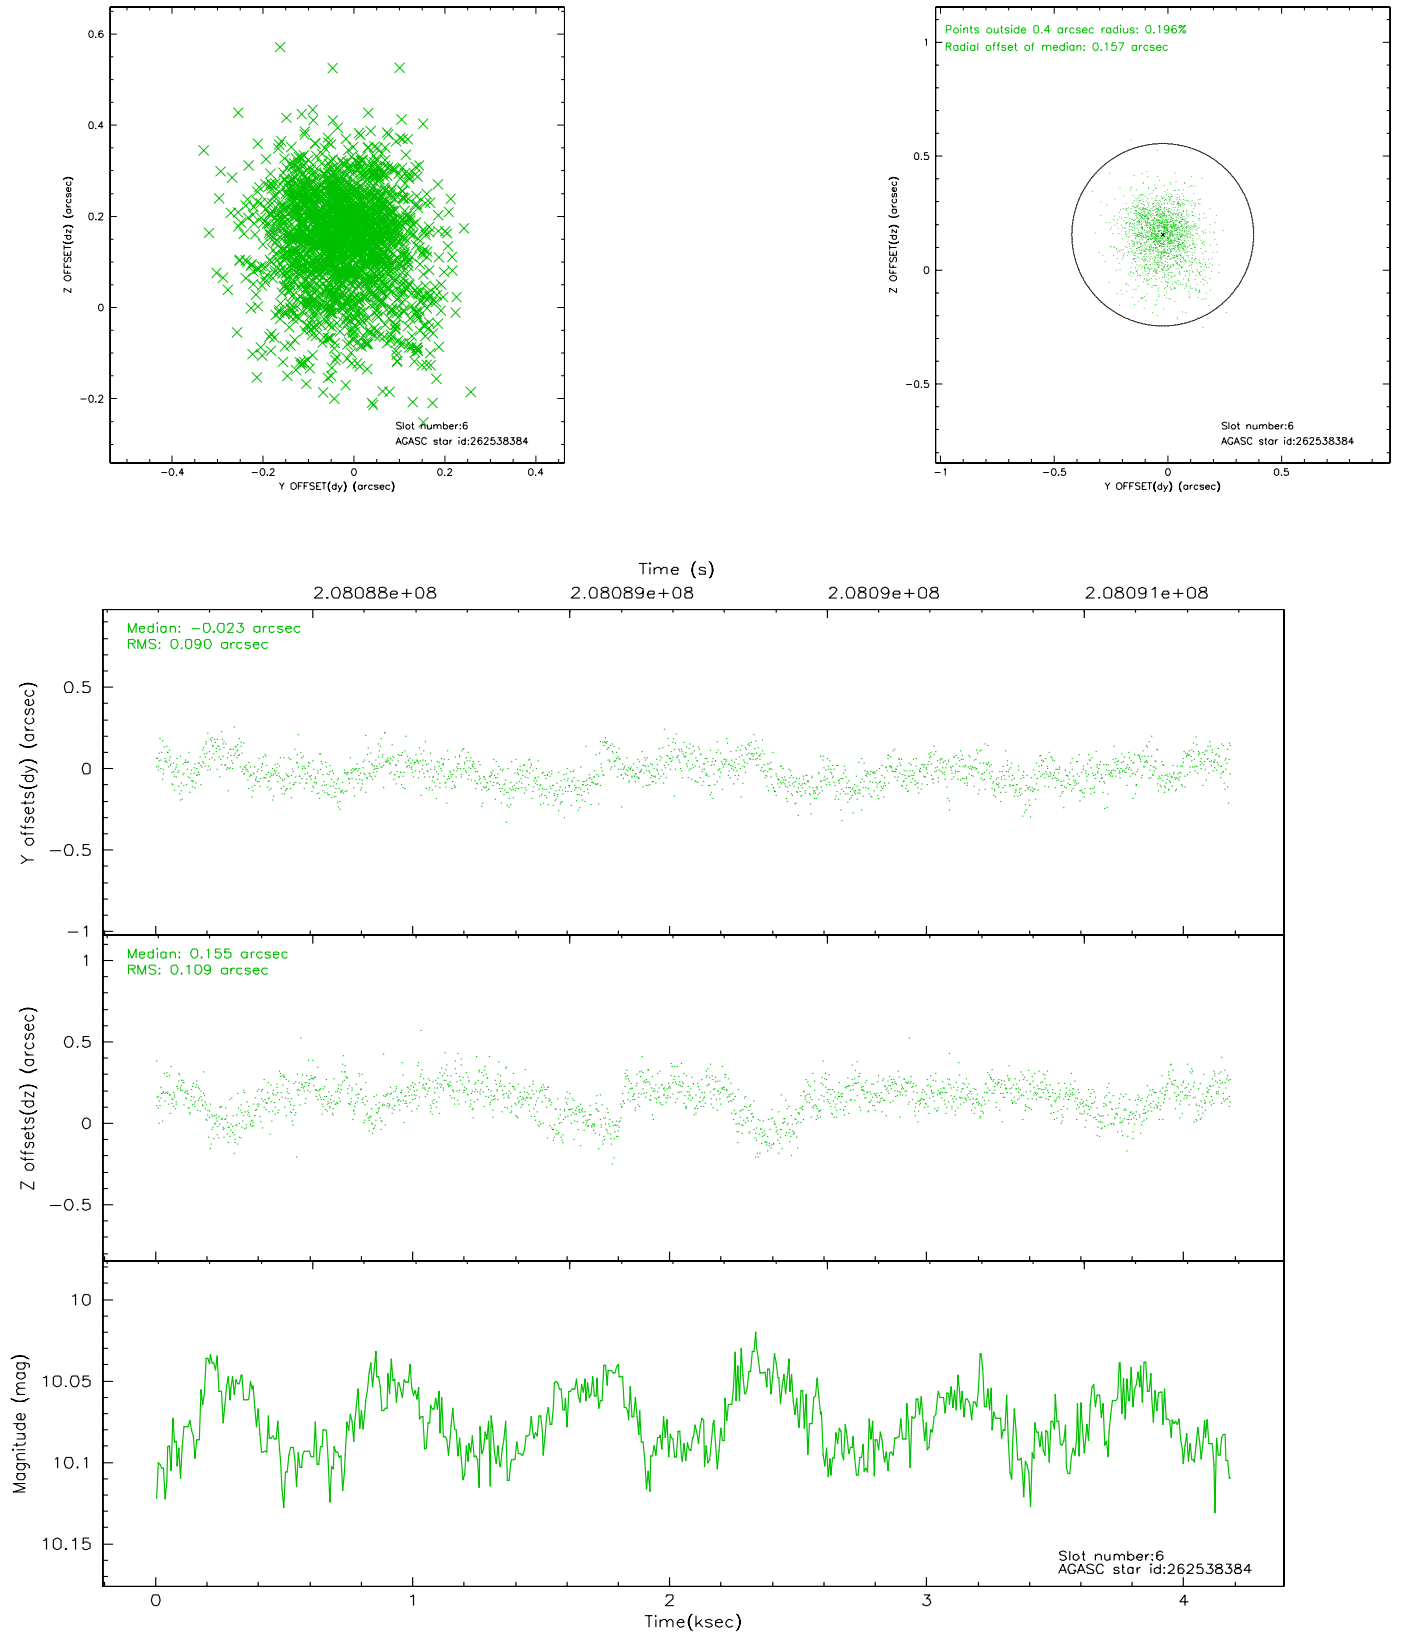 0.6
0.4
0.2
0
−0.2
Z OFFSET(dz) (arcsec)
−0.4
−0.2
0
0.2
0.4
Y OFFSET(dy) (arcsec)
Slot number:6
AGASC star id:262538384
Points outside 0.4 arcsec radius: 0.196%
Radial offset of median: 0.157 arcsec
1
0.5
0
−0.5
Z OFFSET(dz) (arcsec)
−1
−0.5
0
0.5
Y OFFSET(dy) (arcsec)
Slot number:6
AGASC star id:262538384
Time (s)
2.08088e+08
2.08089e+08
2.0809e+08
2.08091e+08
Median: −0.023 arcsec
RMS: 0.090 arcsec
0.5
0
−0.5
−1
Y offsets(dy) (arcsec)
Median: 0.155 arcsec
RMS: 0.109 arcsec
1
0.5
0
−0.5
Z offsets(dz) (arcsec)
10
10.05
10.1
10.15
Magnitude (mag)
Slot number:6
AGASC star id:262538384
0
1
2
3
4
Time(ksec)